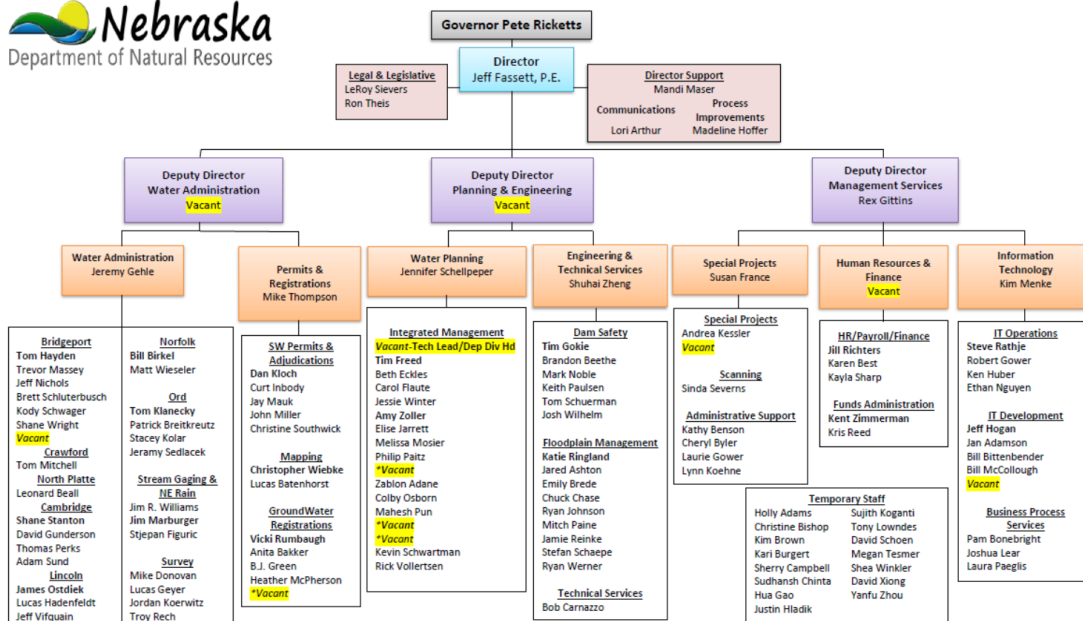 Nebraska
Department of Natural Resources
Governor Pete Ricketts
Director
Jeff Fassett, P.E.
Legal & Legislative
LeRoy Sievers
Ron Theis
Director Support
Mandi Maser
Communications
Lori Arthur
Process
Improvements
Madeline Hoffer
Deputy Director
Water Administration
Vacant
Deputy Director
Planning & Engineering
Vacant
Deputy Director
Management Services
Rex Gittins
Water Administration
Jeremy Gehle
Permits &
Registrations
Mike Thompson
Water Planning
Jennifer Schellpeper
Engineering &
Technical Services
Shuhai Zheng
Special Projects
Susan France
Human Resources &
Finance
Vacant
Information
Technology
Kim Menke
Bridgeport
Tom Hayden
Trevor Massey
Jeff Nichols
Brett Schluterbusch
Kody Schwager
Shane Wright
Vacant
Crawford
Tom Mitchell
North Platte
Leonard Beall
Cambridge
Shane Stanton
David Gunderson
Thomas Perks
Adam Sund
Lincoln
James Ostdiek
Lucas Hadenfeldt
Jeff Vifquain
Norfolk
Bill Birkel
Matt Wieseler
Ord
Tom Klanecky
Patrick Breitkreutz
Stacey Kolar
Jeramy Sedlacek
Stream Gaging &
NE Rain
Jim R. Williams
Jim Marburger
Stjepan Figuric
Survey
Mike Donovan
Lucas Geyer
Jordan Koerwitz
Troy Rech
SW Permits &
Adjudications
Dan Kloch
Curt Inbody
Jay Mauk
John Miller
Christine Southwick
Mapping
Christopher Wiebke
Lucas Batenhorst
GroundWater
Registrations
Vicki Rumbaugh
Anita Bakker
B.J. Green
Heather McPherson
*Vacant
Integrated Management
Vacant-Tech Lead/Dep Div Hd
Tim Freed
Beth Eckles
Carol Flaute
Jessie Winter
Amy Zoller
Elise Jarrett
Melissa Mosier
Philip Paitz
*Vacant
Zablon Adane
Colby Osborn
Mahesh Pun
*Vacant
*Vacant
Kevin Schwartman
Rick Vollertsen
Dam Safety
Tim Gokie
Brandon Beethe
Mark Noble
Keith Paulsen
Tom Schuerman
Josh Wilhelm
Floodplain Management
Katie Ringland
Jared Ashton
Emily Brede
Chuck Chase
Ryan Johnson
Mitch Paine
Jamie Reinke
Stefan Schaepe
Ryan Werner
Technical Services
Bob Carnazzo
Special Projects
Andrea Kessler
Vacant
Scanning
Sinda Severns
Administrative Support
Kathy Benson
Cheryl Byler
Laurie Gower
Lynn Koehne
HR/Payroll/Finance
Jill Richters
Karen Best
Kayla Sharp
Funds Administration
Kent Zimmerman
Kris Reed
IT Operations
Steve Rathje
Robert Gower
Ken Huber
Ethan Nguyen
IT Development
Jeff Hogan
Jan Adamson
Bill Bittenbender
Bill McCollough
Vacant
Business Process
Services
Pam Bonebright
Joshua Lear
Laura Paeglis
Temporary Staff
Holly Adams
Christine Bishop
Kim Brown
Kari Burgert
Sherry Campbell
Sudhansh Chinta
Hua Gao
Justin Hladik
Sujith Koganti
Tony Lowndes
David Schoen
Megan Tesmer
Shea Winkler
David Xiong
Yanfu Zhou